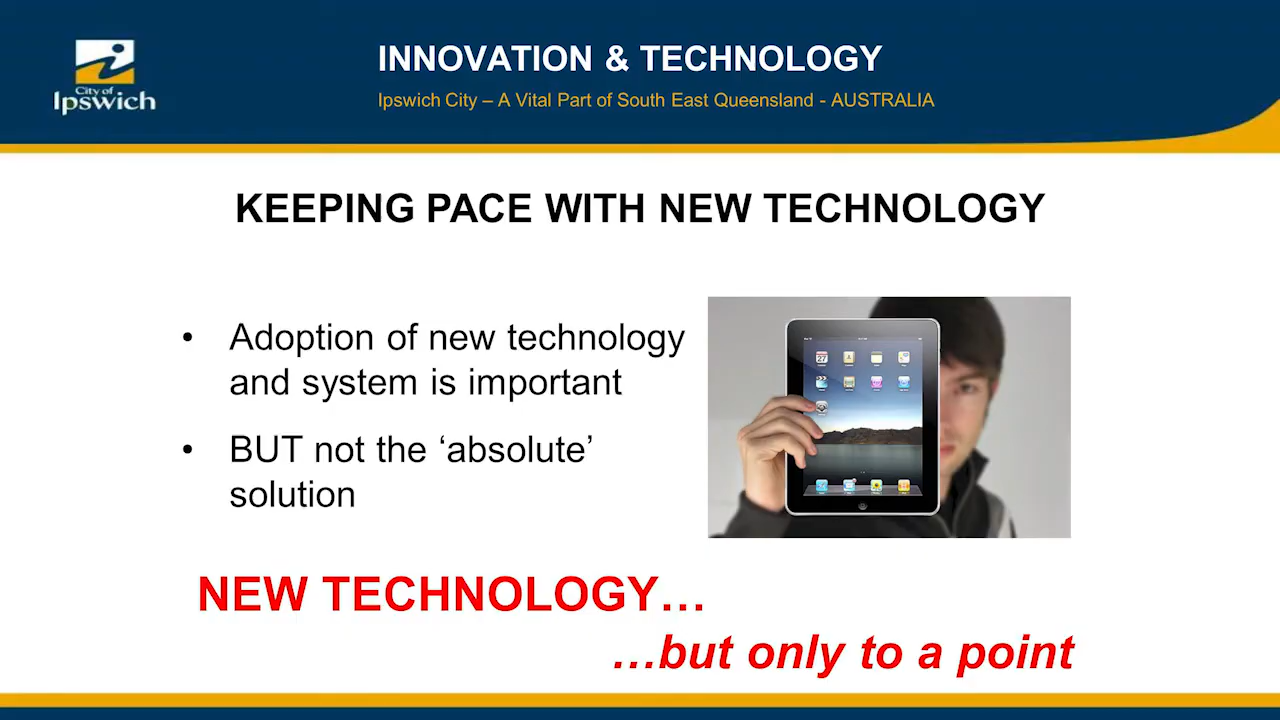 City of
Ipswich
INNOVATION & TECHNOLOGY
Ipswich City – A Vital Part of South East Queensland - AUSTRALIA
KEEPING PACE WITH NEW TECHNOLOGY
• Adoption of new technology
and system is important
• BUT not the ‘absolute’
solution
27
NEW TECHNOLOGY…
…but only to a point